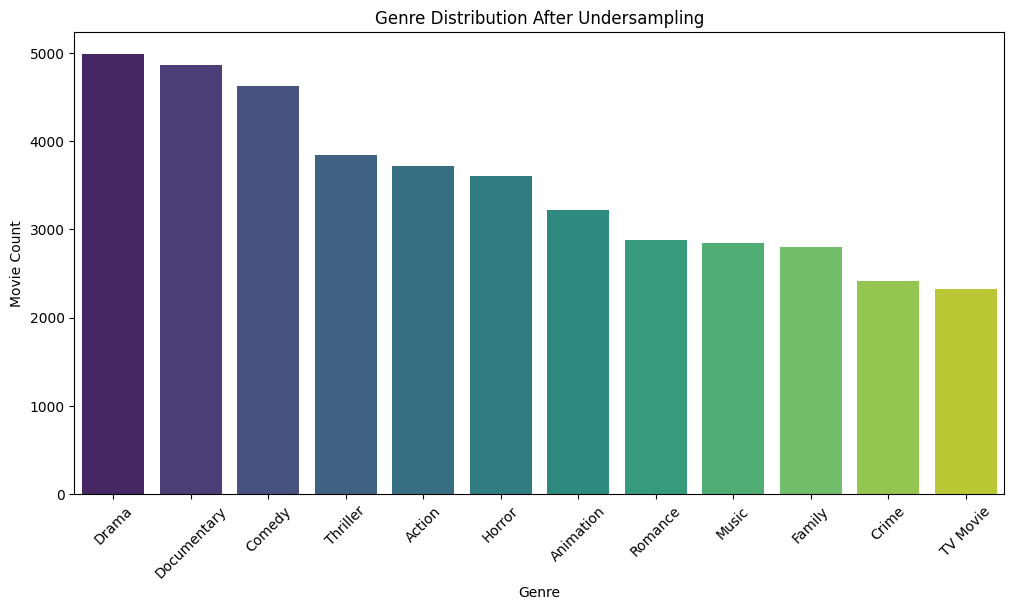 Genre Distribution After Undersampling
Movie Count
5000
4000
3000
2000
1000
0
Drama
Documentary
Comedy
Thriller
Action
Horror
Animation
Romance
Music
Family
Crime
TV Movie
Genre